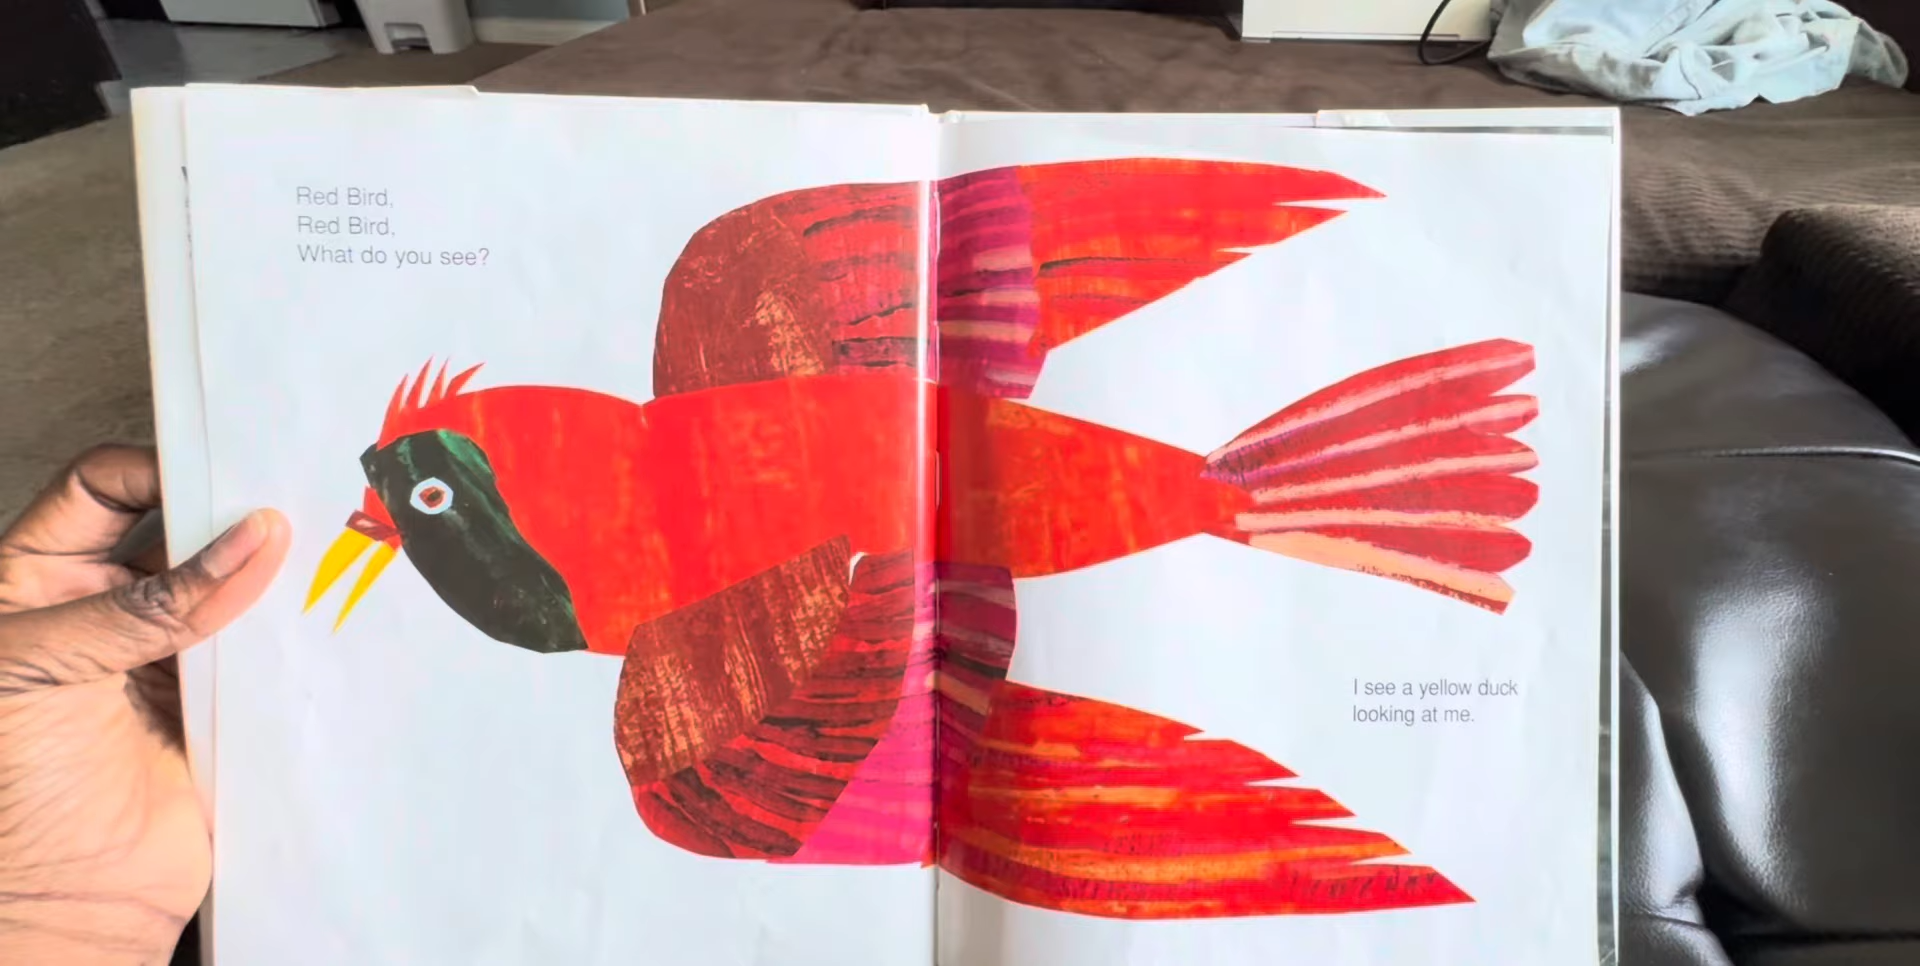 Red Bird,
Red Bird,
What do you see?
I see a yellow duck
looking at me.